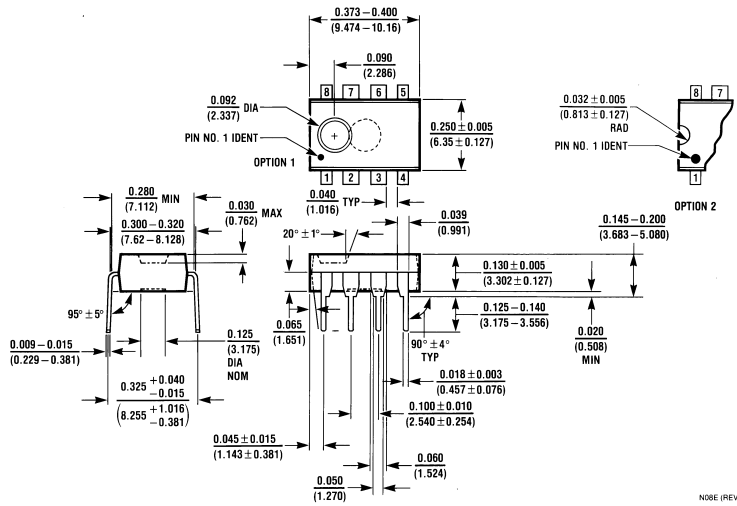 0.373 – 0.400
(9.474 – 10.16)
0.090
(2.286)
8 7 6 5
0.092 DIA
(2.337)
PIN NO. 1 IDENT
OPTION 1
1 2 3 4
0.250 ± 0.005
(6.35 ± 0.127)
0.032 ± 0.005
(0.813 ± 0.127)
RAD
PIN NO. 1 IDENT
8 7
1
OPTION 2
0.280 MIN
(7.112)
0.300 – 0.320
(7.62 – 8.128)
0.030 MAX
(0.762)
0.040 TYP
(1.016)
0.039
(0.991)
20° ± 1°
0.145 – 0.200
(3.683 – 5.080)
0.130 ± 0.005
(3.302 ± 0.127)
0.125 – 0.140
(3.175 – 3.556)
0.020
(0.508)
MIN
95° ± 5°
0.009 – 0.015
(0.229 – 0.381)
0.125
(3.175)
DIA
NOM
0.065
(1.651)
90° ± 4°
TYP
0.325 +0.040
−0.015
(8.255 +1.016
−0.381)
0.018 ± 0.003
(0.457 ± 0.076)
0.100 ± 0.010
(2.540 ± 0.254)
0.045 ± 0.015
(1.143 ± 0.381)
0.060
(1.524)
0.050
(1.270)
N08E (REV